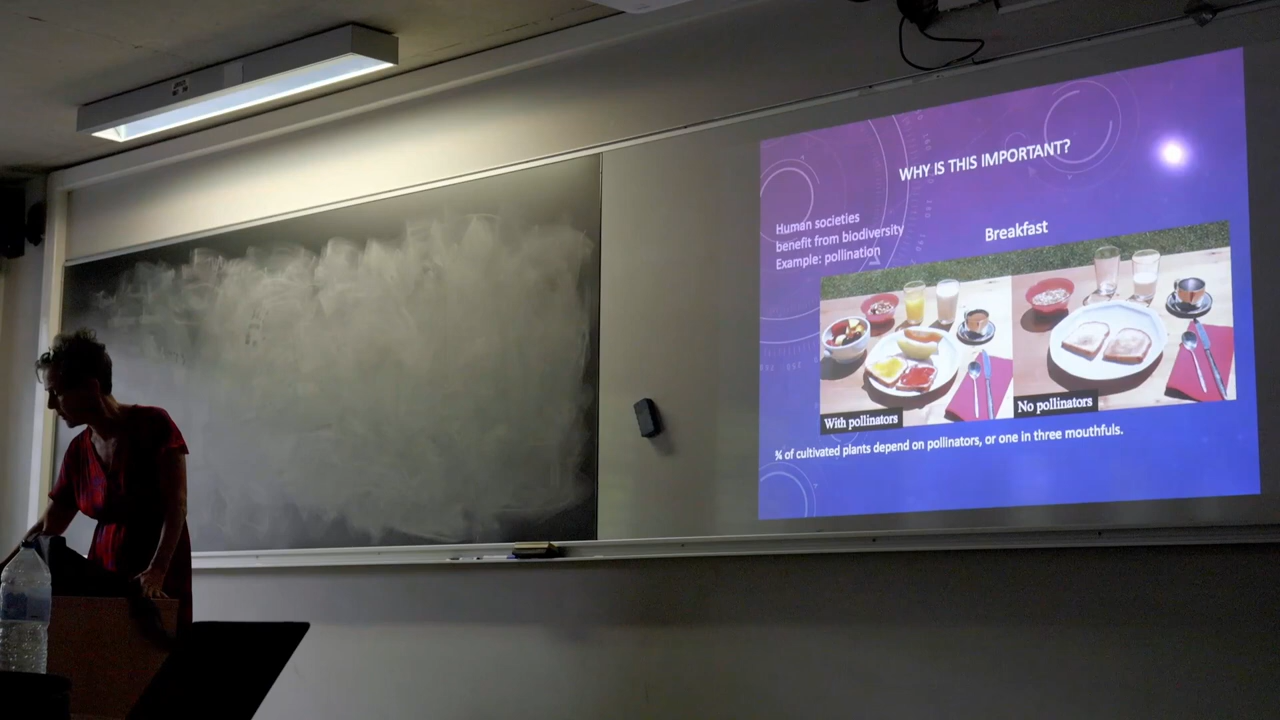 WHY IS THIS IMPORTANT?
Human societies
benefit from biodiversity
Example: pollination
Breakfast
With pollinators
No pollinators
¾ of cultivated plants depend on pollinators, or one in three mouthfuls.